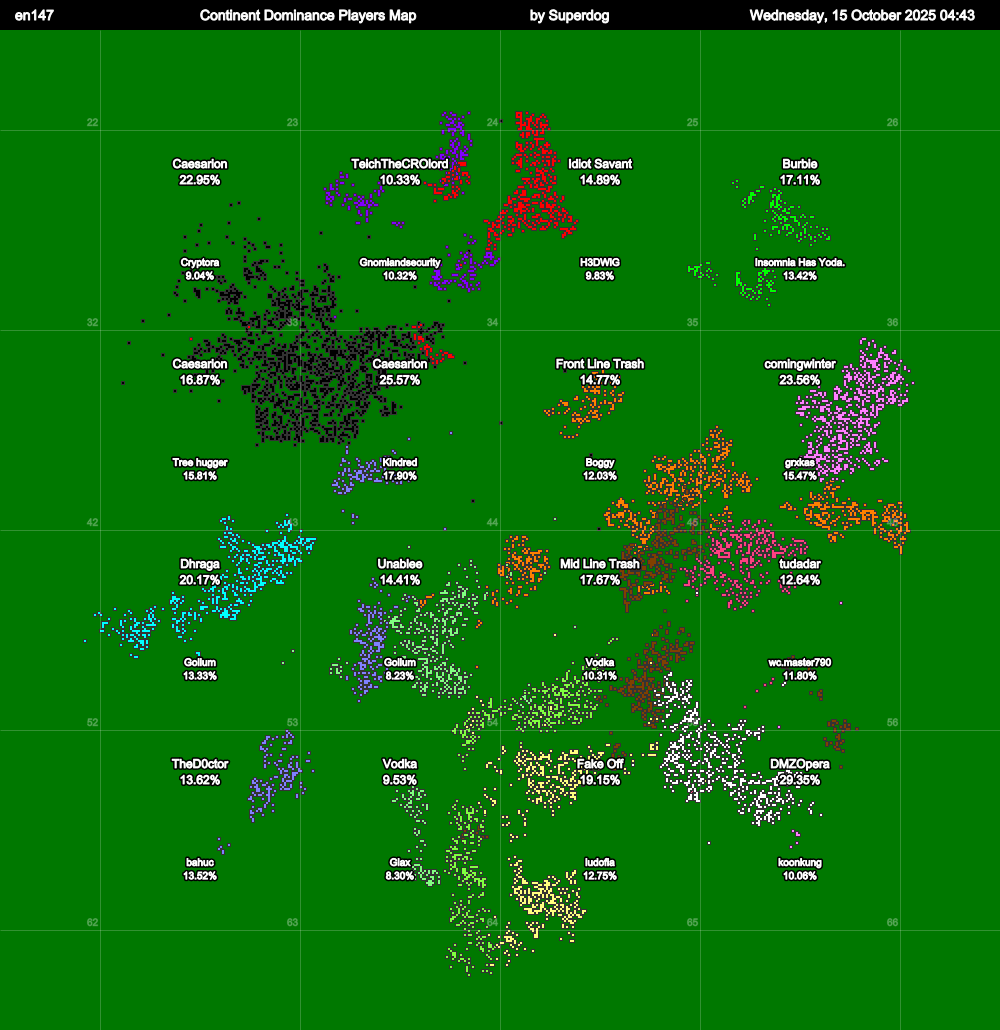 en147 Continent Dominance Players Map by Superdog Wednesday, 15 October 2025 04:43
22 23 24 25 26
Caesarion TeichTheCROlord Idiot Savant Burbie
22.95% 10.33% 14.89% 17.11%
Cryptora Gnomlandsecurity H3DWIG Insomnia Has Yoda.
9.04% 10.32% 9.83% 13.42%
32 33 34 35 36
Caesarion Caesarion Front Line Trash comingwinter
16.87% 25.57% 14.77% 23.56%
Tree hugger Kindred Boggy grxkas
15.81% 17.90% 12.03% 15.47%
42 43 44 45 46
Dhraga Unablee Mid Line Trash tudadar
20.17% 14.41% 17.67% 12.64%
Gollum Gollum Vodka wc.master790
13.33% 8.23% 10.31% 11.80%
52 53 54 56
TheD0ctor Vodka Fake Off DMZOpera
13.62% 9.53% 19.15% 29.35%
bahuc Giax ludofia koonkung
13.52% 8.30% 12.75% 10.06%
62 63 64 65 66